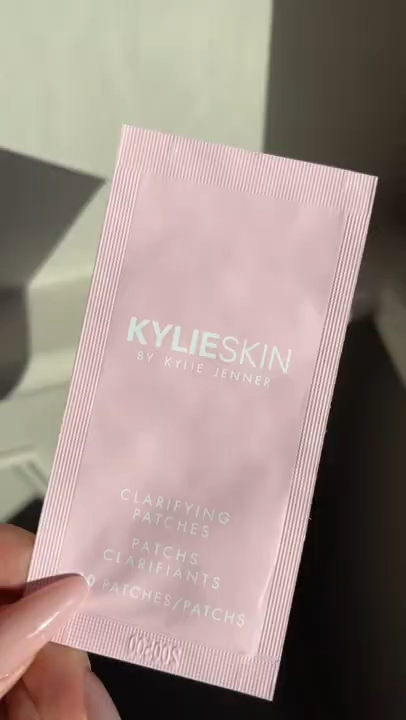 KYLIESKIN
BY KYLIE JENNER
CLARIFYING
PATCHES
PATCHS
CLARIFIANTS
PATCHES/PATCHS